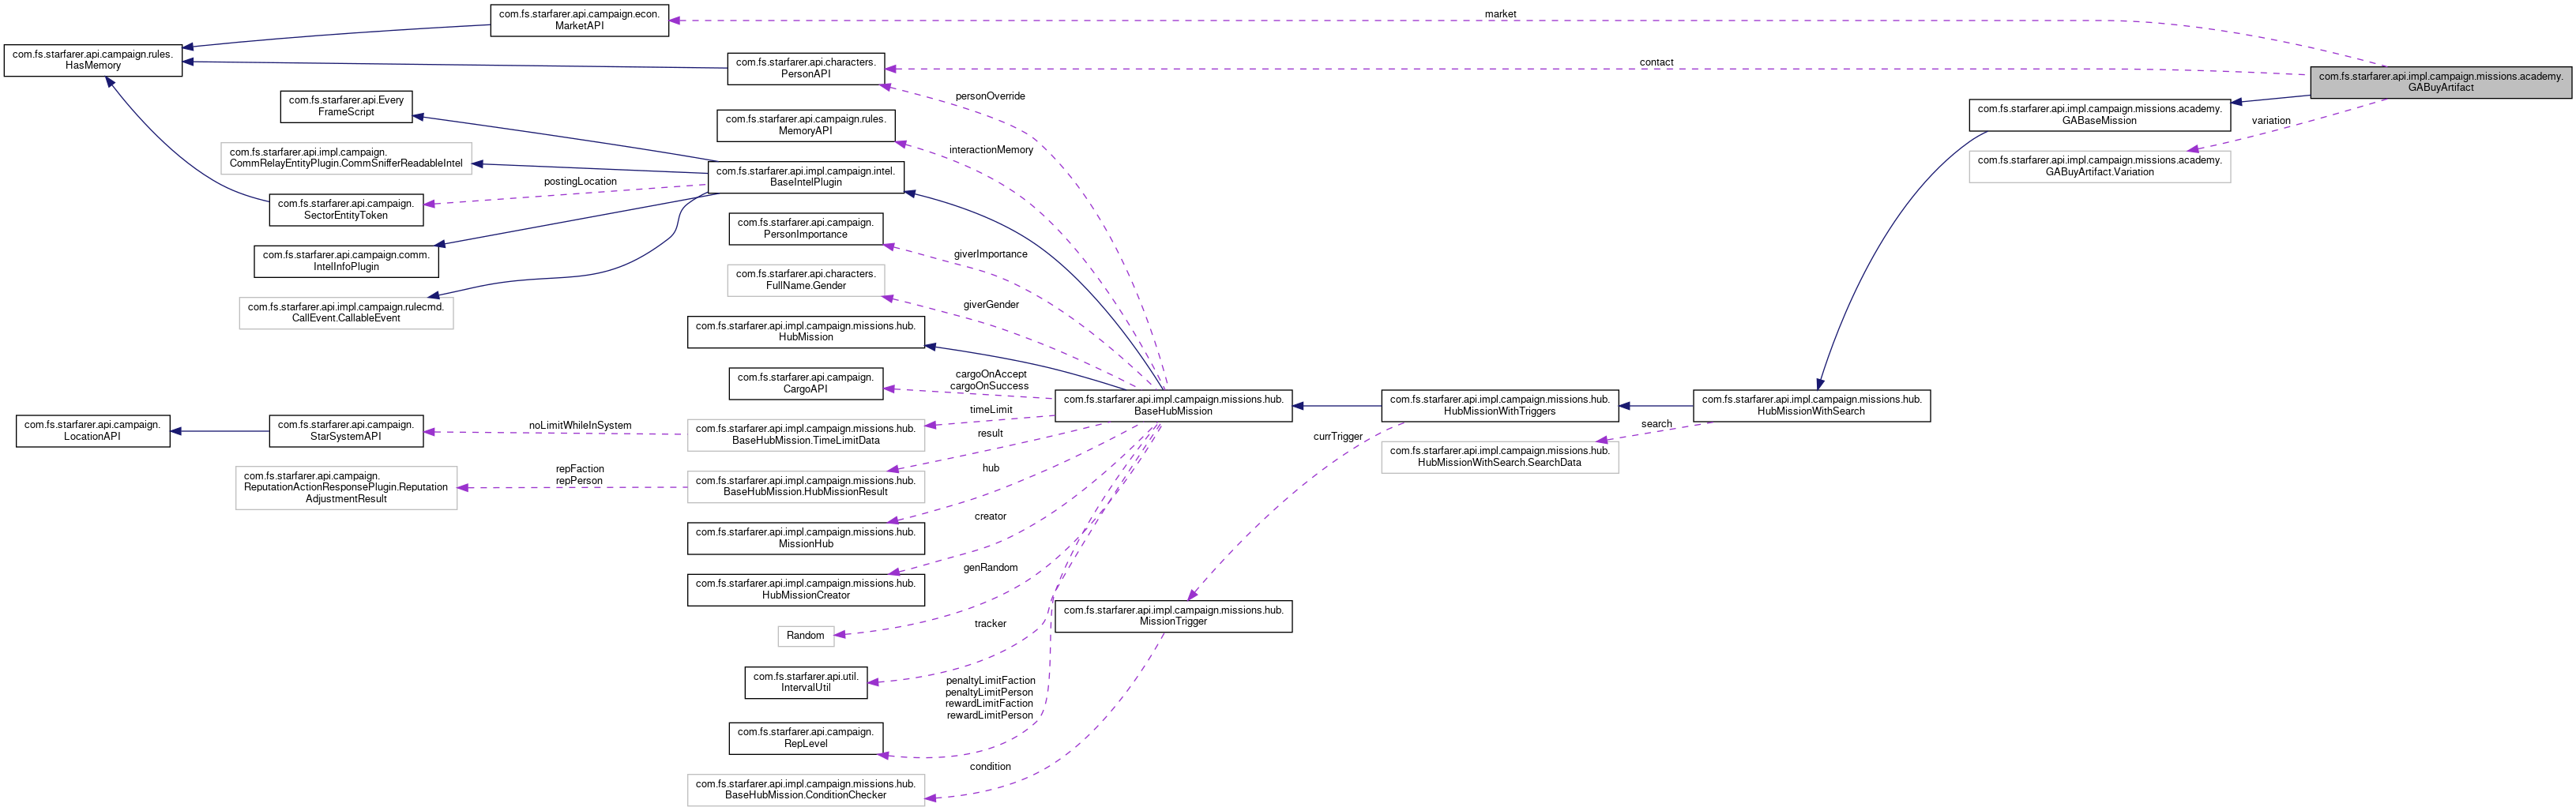 com.fs.starfarer.api.campaign.econ.
MarketAPI
market
com.fs.starfarer.api.campaign.rules.
HasMemory
com.fs.starfarer.api.characters.
PersonAPI
contact
com.fs.starfarer.api.impl.campaign.missions.academy.
GABuyArtifact
com.fs.starfarer.api.Every
FrameScript
personOverride
com.fs.starfarer.api.impl.campaign.missions.academy.
GABaseMission
com.fs.starfarer.api.campaign.rules.
MemoryAPI
variation
com.fs.starfarer.api.impl.campaign.
CommRelayEntityPlugin.CommSnifferReadableIntel
interactionMemory
com.fs.starfarer.api.impl.campaign.missions.academy.
GABuyArtifact.Variation
com.fs.starfarer.api.impl.campaign.intel.
BaseIntelPlugin
postingLocation
com.fs.starfarer.api.campaign.
SectorEntityToken
com.fs.starfarer.api.campaign.
PersonImportance
com.fs.starfarer.api.campaign.comm.
IntelInfoPlugin
giverImportance
com.fs.starfarer.api.characters.
FullName.Gender
com.fs.starfarer.api.impl.campaign.rulecmd.
CallEvent.CallableEvent
giverGender
com.fs.starfarer.api.impl.campaign.missions.hub.
HubMission
com.fs.starfarer.api.campaign.
CargoAPI
cargoOnAccept
cargoOnSuccess
com.fs.starfarer.api.impl.campaign.missions.hub.
BaseHubMission
com.fs.starfarer.api.impl.campaign.missions.hub.
HubMissionWithTriggers
com.fs.starfarer.api.impl.campaign.missions.hub.
HubMissionWithSearch
com.fs.starfarer.api.campaign.
LocationAPI
com.fs.starfarer.api.campaign.
StarSystemAPI
noLimitWhileInSystem
com.fs.starfarer.api.impl.campaign.missions.hub.
BaseHubMission.TimeLimitData
timeLimit
result
currTrigger
search
com.fs.starfarer.api.impl.campaign.missions.hub.
HubMissionWithSearch.SearchData
com.fs.starfarer.api.campaign.
ReputationActionResponsePlugin.Reputation
AdjustmentResult
repFaction
repPerson
com.fs.starfarer.api.impl.campaign.missions.hub.
BaseHubMission.HubMissionResult
hub
com.fs.starfarer.api.impl.campaign.missions.hub.
MissionHub
creator
com.fs.starfarer.api.impl.campaign.missions.hub.
HubMissionCreator
genRandom
Random
com.fs.starfarer.api.impl.campaign.missions.hub.
MissionTrigger
tracker
com.fs.starfarer.api.util.
IntervalUtil
penaltyLimitFaction
penaltyLimitPerson
rewardLimitFaction
rewardLimitPerson
com.fs.starfarer.api.campaign.
RepLevel
condition
com.fs.starfarer.api.impl.campaign.missions.hub.
BaseHubMission.ConditionChecker